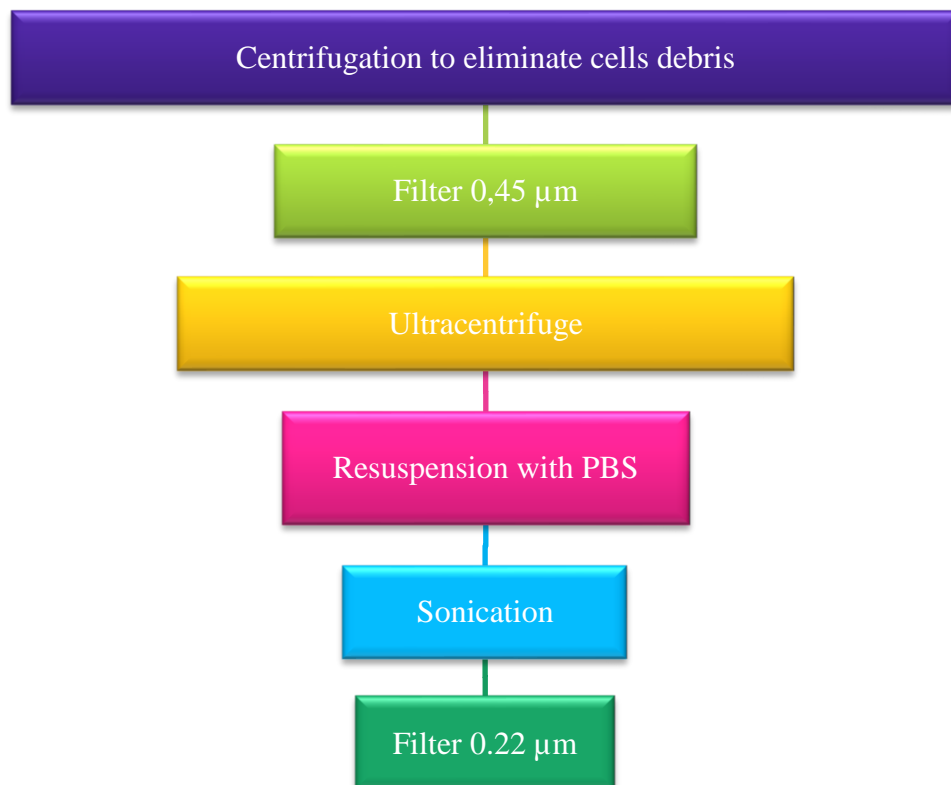 Centrifugation to eliminate cells debris
Filter 0,45 µm
Ultracentrifuge
Resuspension with PBS
Sonication
Filter 0.22 µm